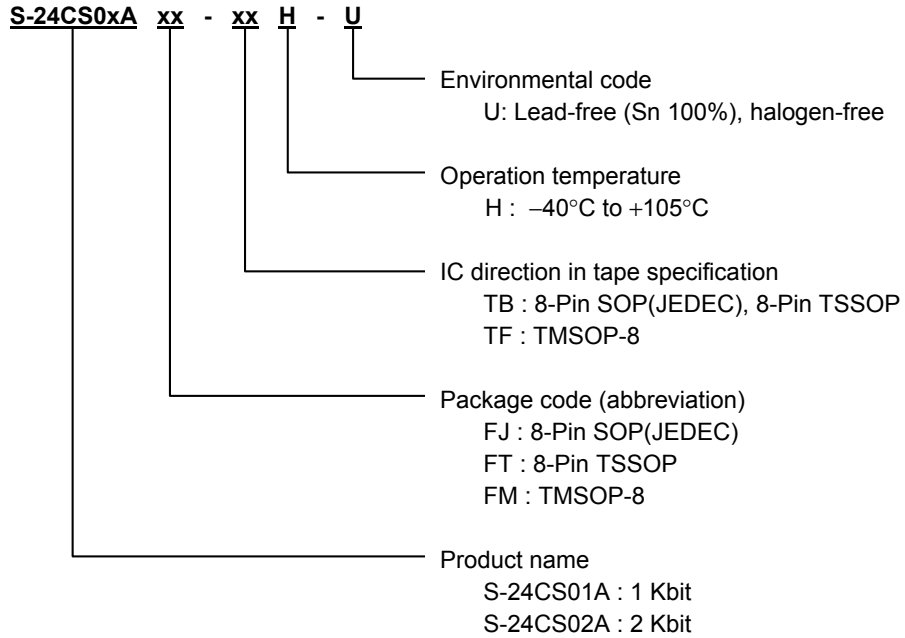 S-24CS0xA xx - xx H - U
Environmental code
U: Lead-free (Sn 100%), halogen-free
Operation temperature
H : −40°C to +105°C
IC direction in tape specification
TB : 8-Pin SOP(JEDEC), 8-Pin TSSOP
TF : TMSOP-8
Package code (abbreviation)
FJ : 8-Pin SOP(JEDEC)
FT : 8-Pin TSSOP
FM : TMSOP-8
Product name
S-24CS01A : 1 Kbit
S-24CS02A : 2 Kbit